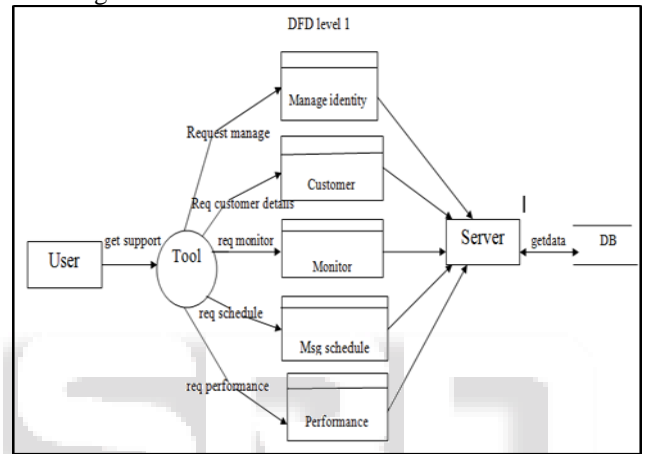 DFD level 1
Manage identity
Request manage
Customer
Req customer details
User
get support
Tool
req monitor
Monitor
Server
getdata
DB
req schedule
Msg schedule
req performance
Performance